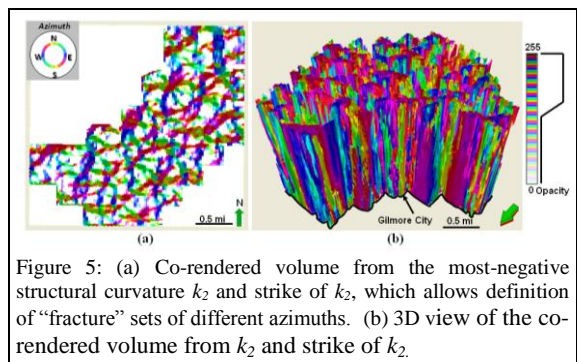 Azimuth
N
W E
S
0.5 mi
N
(a)
(b)
255
0 Opacity
Gilmore City
0.5 mi
(b)
Figure 5: (a) Co-rendered volume from the most-negative
structural curvature k2 and strike of k2, which allows definition
of “fracture” sets of different azimuths. (b) 3D view of the co-
rendered volume from k2 and strike of k2.